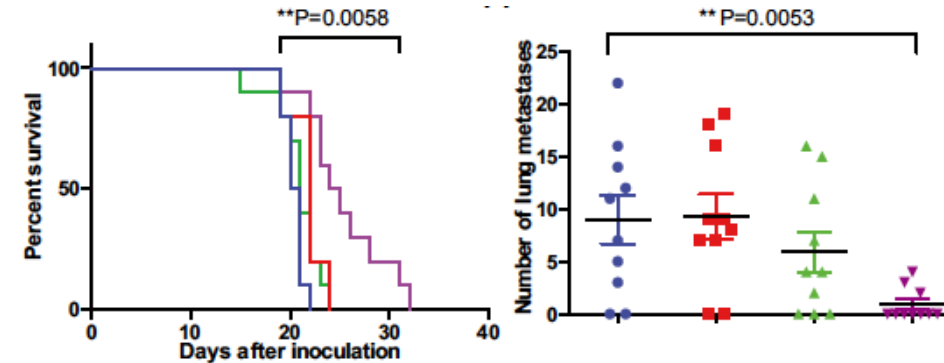 **P=0.0058
100
50
0
Percent survival
0 10 20 30 40
Days after inoculation
** P=0.0053
25
20
15
10
5
0
Number of lung metastases